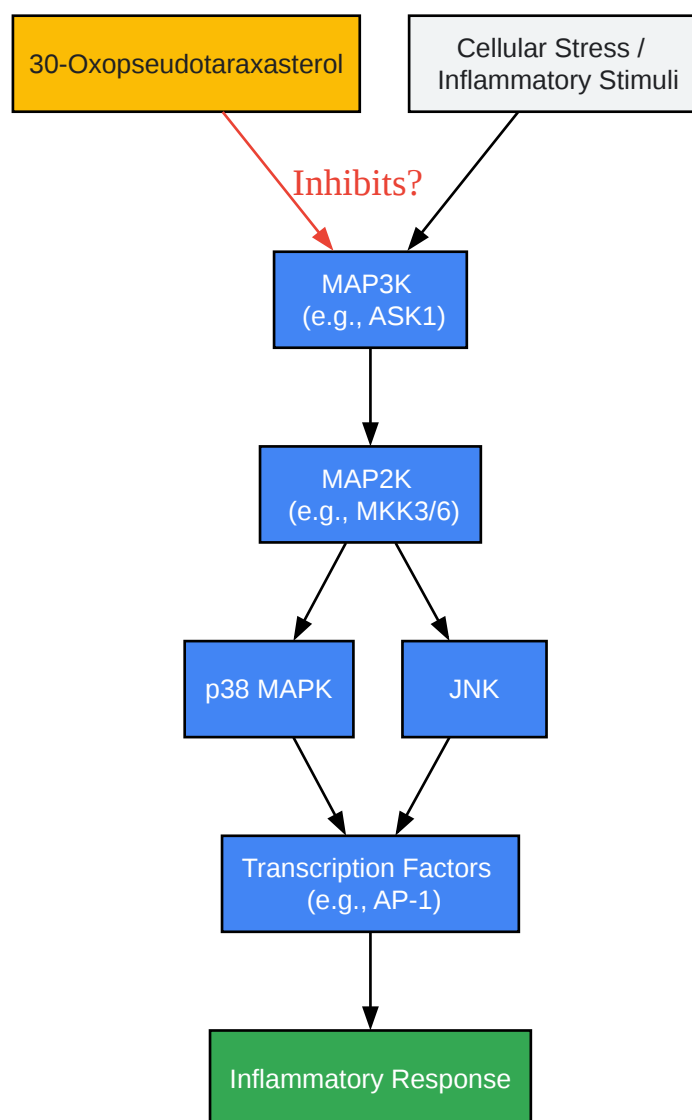 30-Oxopseudotaraxasterol
Cellular Stress /
Inflammatory Stimuli
Inhibits?
MAP3K
(e.g., ASK1)
MAP2K
(e.g., MKK3/6)
p38 MAPK
JNK
Transcription Factors
(e.g., AP-1)
Inflammatory Response